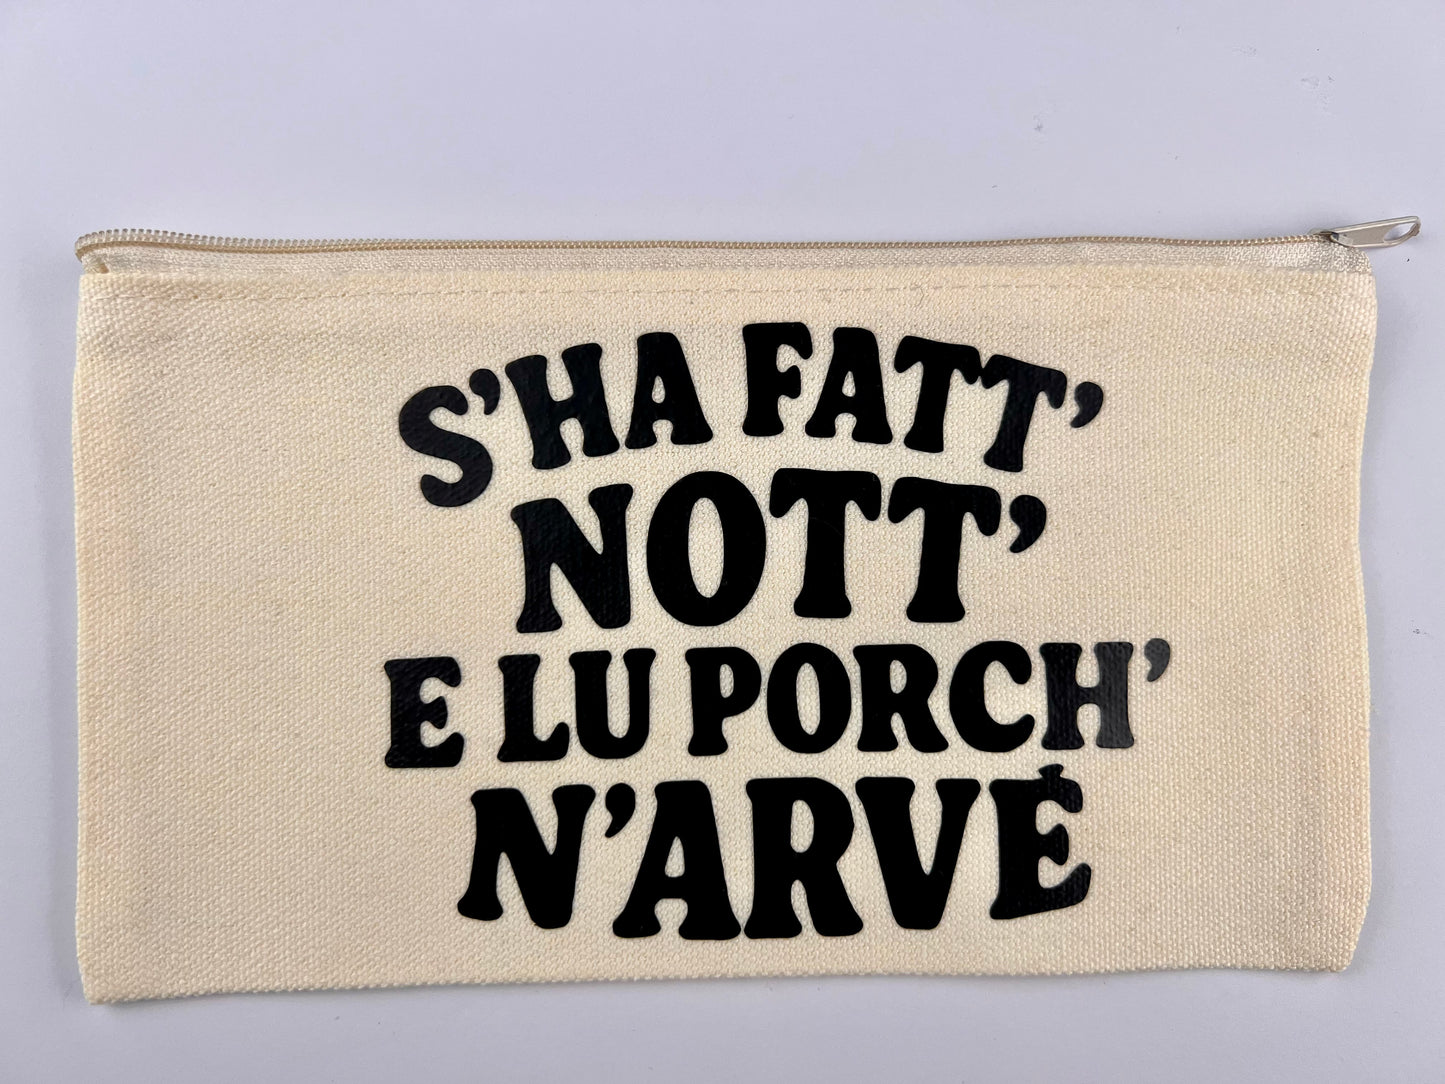 S'HA FATT'
NOTT'
E LU PORCH'
N'ARVÉ